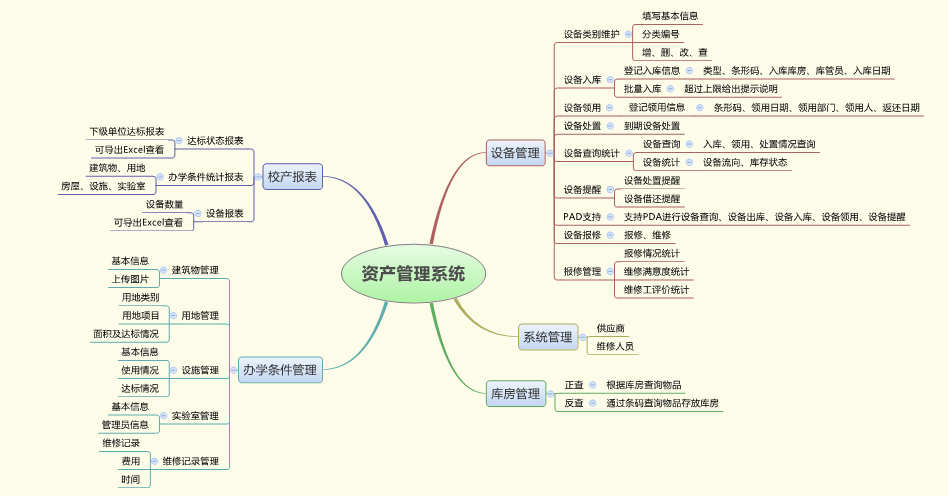 资产管理系统
设备管理
设备类别维护
填写基本信息
分类编号
增、删、改、查
设备入库
登记入库信息
类型、条形码、入库库房、库管员、入库日期
批量入库
超过上限给出提示说明
设备领用
登记领用信息
条形码、领用日期、领用部门、领用人、返还日期
设备处置
到期设备处置
设备查询统计
设备查询
入库、领用、处置情况查询
设备统计
设备流向、库存状态
设备提醒
设备处置提醒
设备借还提醒
PAD支持
支持PDA进行设备查询、设备出库、设备入库、设备领用、设备提醒
设备报修
报修、维修
报修管理
报修情况统计
维修满意度统计
维修工评价统计
系统管理
供应商
维修人员
库房管理
正查
根据库房查询物品
反查
通过条码查询物品存放库房
校产报表
达标状态报表
下级单位达标报表
可导出Excel查看
办学条件统计报表
建筑物、用地
房屋、设施、实验室
设备报表
设备数量
可导出Excel查看
办学条件管理
建筑物管理
基本信息
上传图片
用地管理
用地类别
用地项目
面积及达标情况
设施管理
基本信息
使用情况
达标情况
实验室管理
基本信息
管理员信息
维修记录管理
维修记录
费用
时间